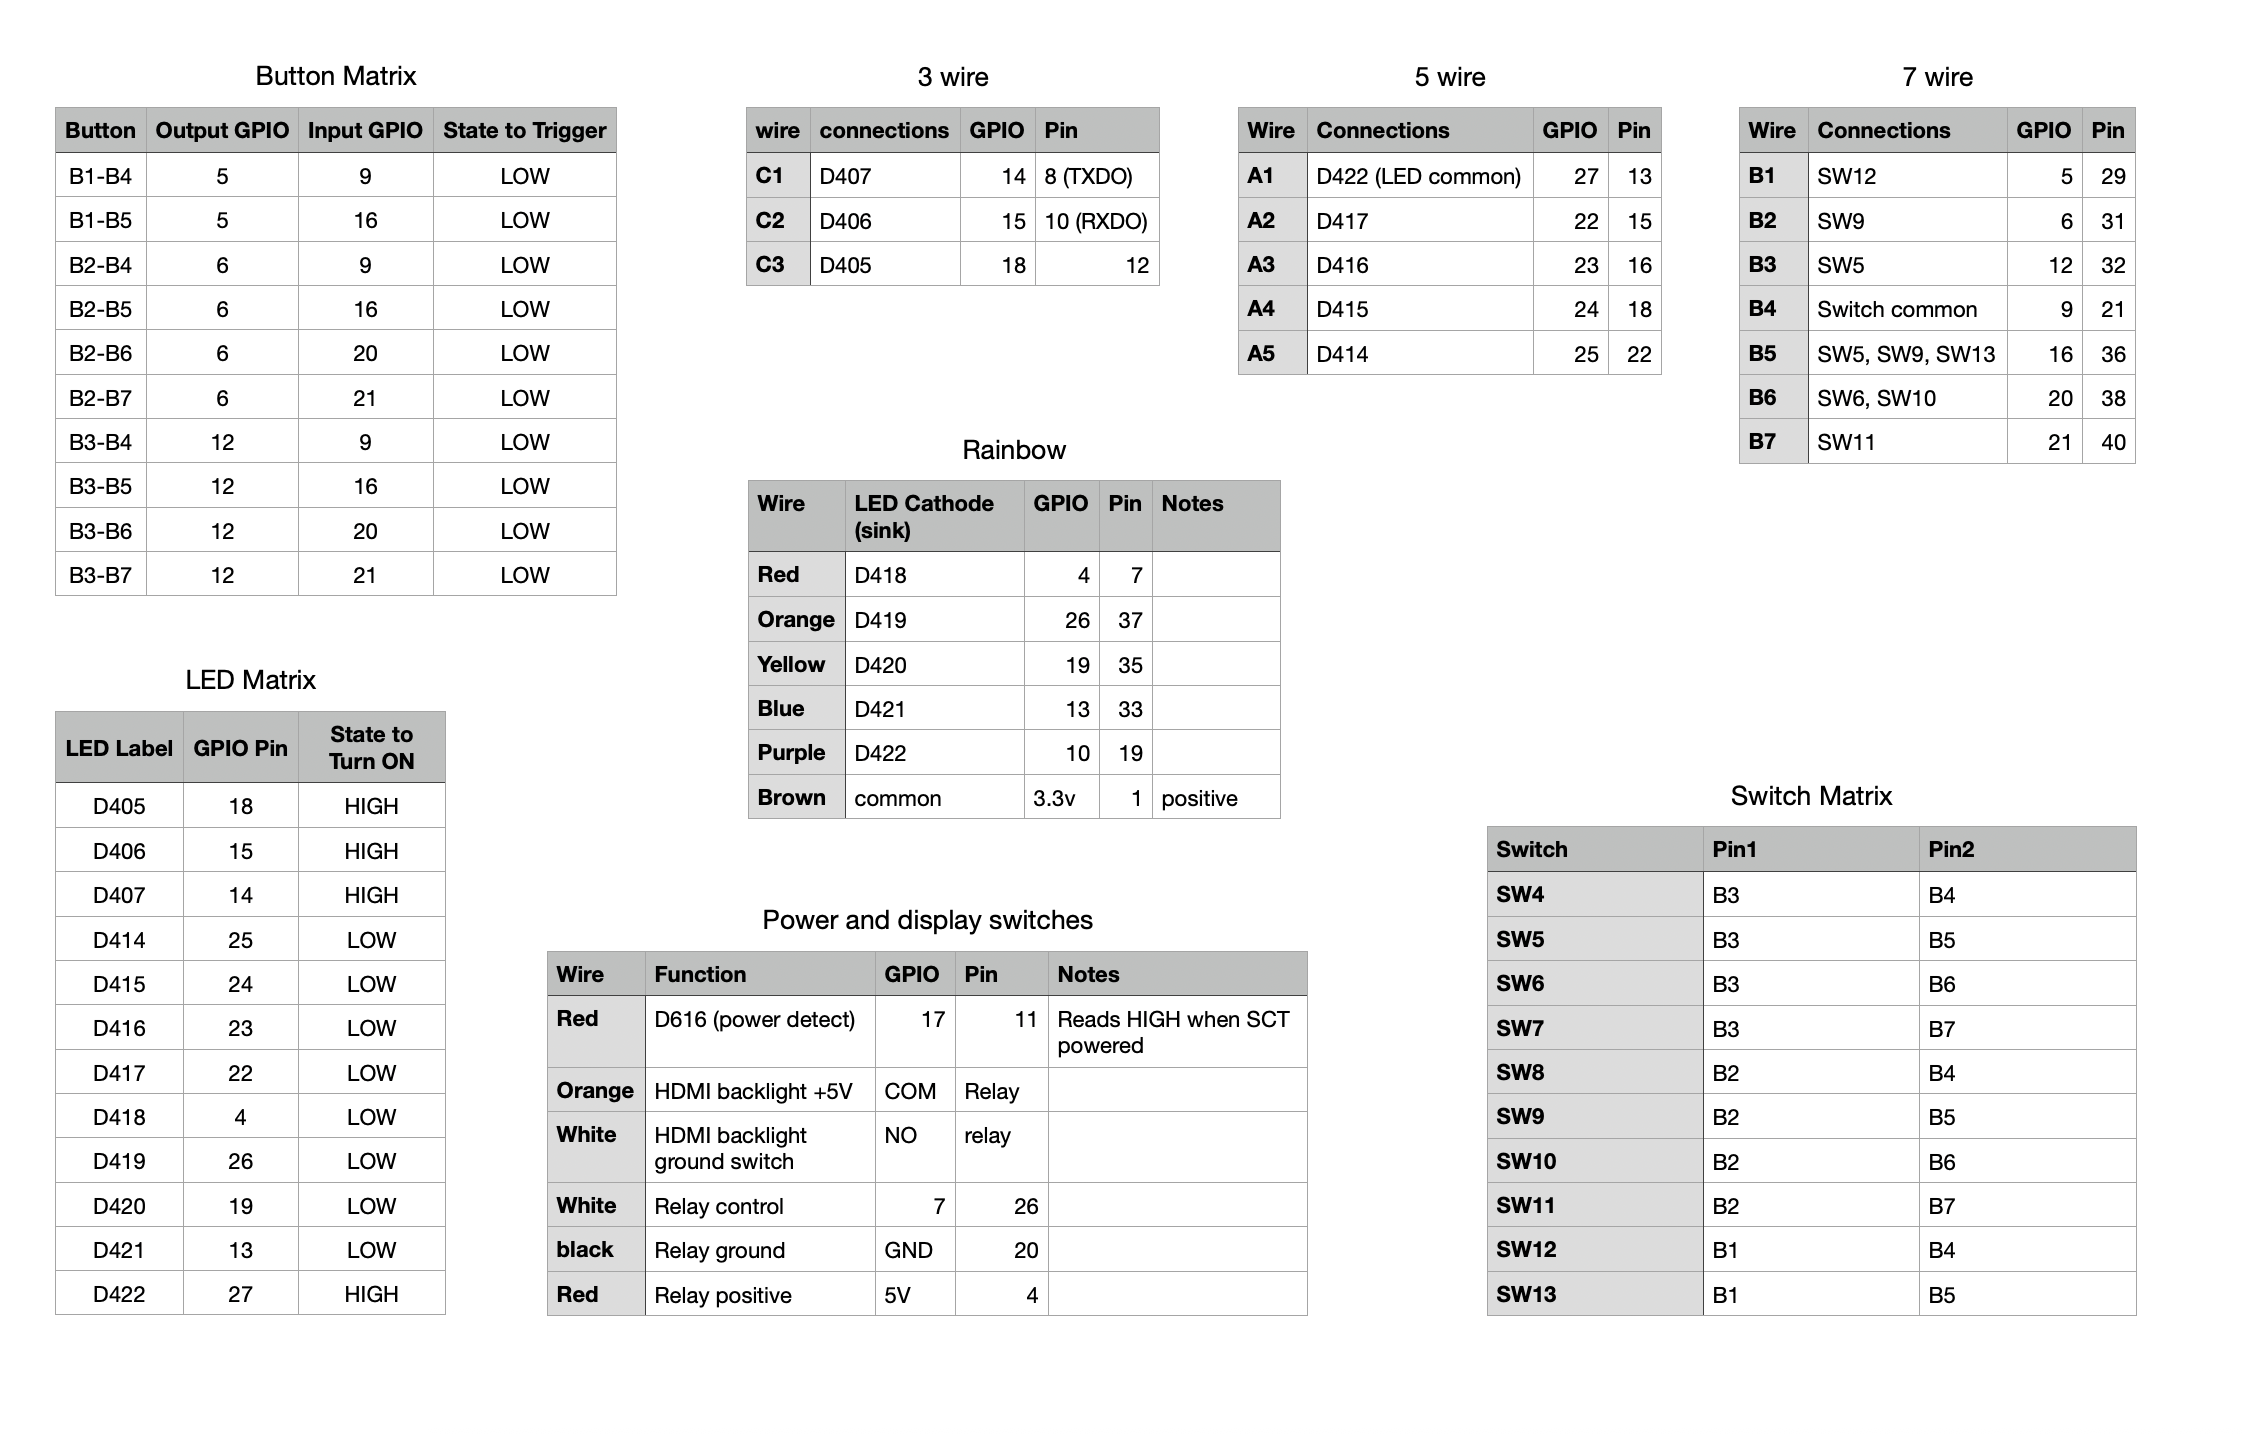 Button Matrix
Button Output GPIO Input GPIO State to Trigger
B1-B4 5 9 LOW
B1-B5 5 16 LOW
B2-B4 6 9 LOW
B2-B5 6 16 LOW
B2-B6 6 20 LOW
B2-B7 6 21 LOW
B3-B4 12 9 LOW
B3-B5 12 16 LOW
B3-B6 12 20 LOW
B3-B7 12 21 LOW
3 wire
wire connections GPIO Pin
C1 D407 14 8 (TXDO)
C2 D406 15 10 (RXDO)
C3 D405 18 12
5 wire
Wire Connections GPIO Pin
A1 D422 (LED common) 27 13
A2 D417 22 15
A3 D416 23 16
A4 D415 24 18
A5 D414 25 22
7 wire
Wire Connections GPIO Pin
B1 SW12 5 29
B2 SW9 6 31
B3 SW5 12 32
B4 Switch common 9 21
B5 SW5, SW9, SW13 16 36
B6 SW6, SW10 20 38
B7 SW11 21 40
Rainbow
Wire LED Cathode GPIO Pin Notes
(sink)
Red D418 4 7
Orange D419 26 37
Yellow D420 19 35
Blue D421 13 33
Purple D422 10 19
Brown common 3.3v 1 positive
LED Matrix
LED Label GPIO Pin State to
Turn ON
D405 18 HIGH
D406 15 HIGH
D407 14 HIGH
D414 25 LOW
D415 24 LOW
D416 23 LOW
D417 22 LOW
D418 4 LOW
D419 26 LOW
D420 19 LOW
D421 13 LOW
D422 27 HIGH
Power and display switches
Wire Function GPIO Pin Notes
Red D616 (power detect) 17 11 Reads HIGH when SCT
powered
Orange HDMI backlight +5V COM Relay
White HDMI backlight NO relay
ground switch
White Relay control 7 26
black Relay ground GND 20
Red Relay positive 5V 4
Switch Matrix
Switch Pin1 Pin2
SW4 B3 B4
SW5 B3 B5
SW6 B3 B6
SW7 B3 B7
SW8 B2 B4
SW9 B2 B5
SW10 B2 B6
SW11 B2 B7
SW12 B1 B4
SW13 B1 B5